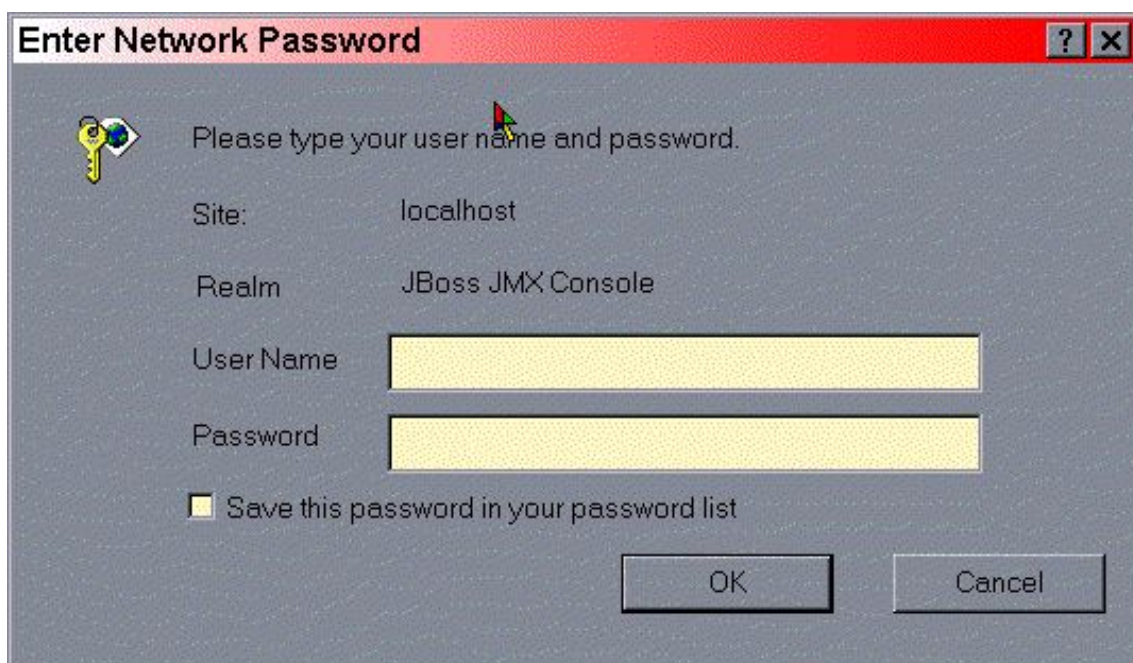 Enter Network Password
Please type your user name and password.
Site: localhost
Realm JBoss JMX Console
User Name
Password
Save this password in your password list
OK Cancel